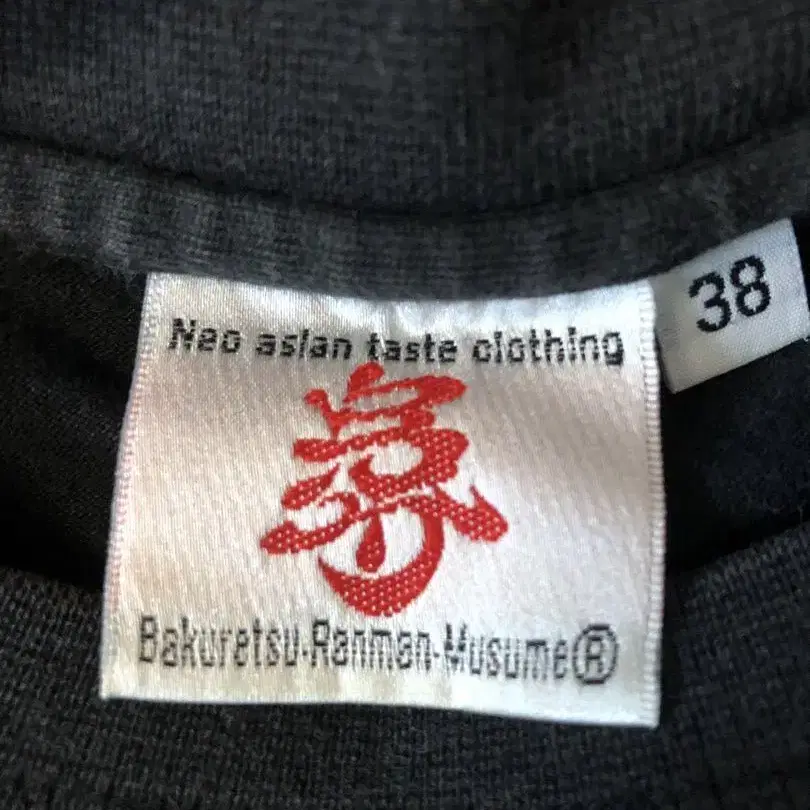 Neo asian taste clothing
38
Bakuretsu-Ranman-Musume®